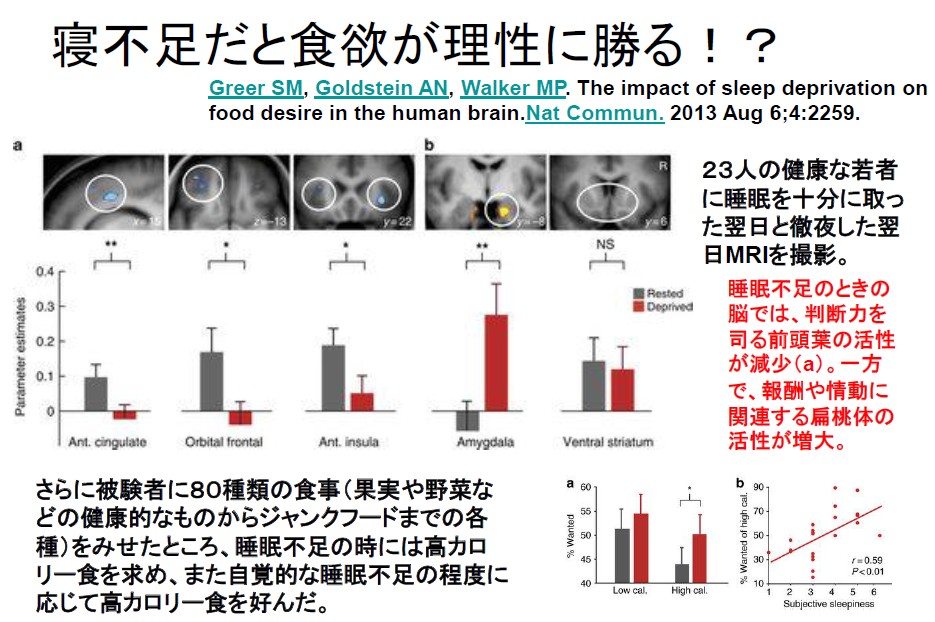 寝不足だと食欲が理性に勝る！？
Greer SM, Goldstein AN, Walker MP. The impact of sleep deprivation on
food desire in the human brain.Nat Commun. 2013 Aug 6;4:2259.
a
b
x=15
z=-13
y=22
y=-8
R
y=6
２３人の健康な若者
に睡眠を十分に取っ
た翌日と徹夜した翌
日MRIを撮影。
睡眠不足のときの
脳では、判断力を
司る前頭葉の活性
が減少（a）。一方
で、報酬や情動に
関連する扁桃体の
活性が増大。
** * * ** NS
Parameter estimates
0.4
0.3
0.2
0.1
0
Rested
Deprived
Ant. cingulate Orbital frontal Ant. insula Amygdala Ventral striatum
さらに被験者に８０種類の食事（果実や野菜な
どの健康的なものからジャンクフードまでの各
種）をみせたところ、睡眠不足の時には高カロ
リー食を求め、また自覚的な睡眠不足の程度に
応じて高カロリー食を好んだ。
a
% Wanted
60
55
50
45
40
*
Low cal. High cal.
b
% Wanted of high cal.
90
70
50
30
10
r=0.59
P<0.01
1 2 3 4 5 6
Subjective sleepiness